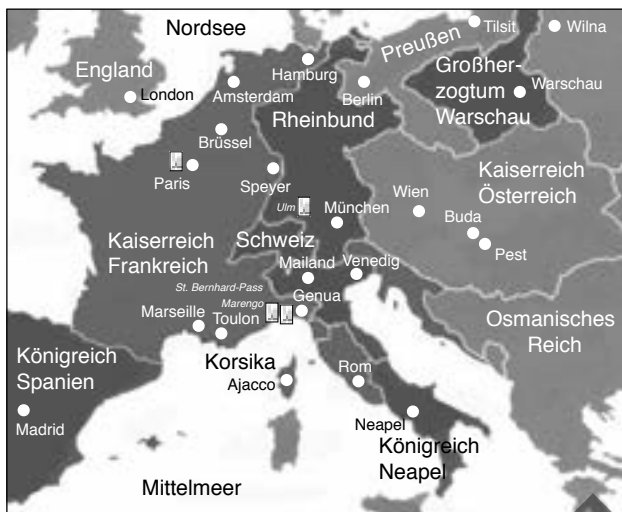 Nordsee
Tilsit
Wilna
Preußen
England
Hamburg
Großher-
zogtum
Warschau
London
Amsterdam
Berlin
Warschau
Rheinbund
Brüssel
Paris
Speyer
Kaiserreich
Österreich
Wien
Ulm
München
Buda
Pest
Kaiserreich
Frankreich
Schweiz
Mailand
Venedig
St. Bernhard-Pass
Marengo
Genua
Marseille
Toulon
Osmanisches
Reich
Königreich
Spanien
Korsika
Ajacco
Rom
Madrid
Neapel
Königreich
Neapel
Mittelmeer